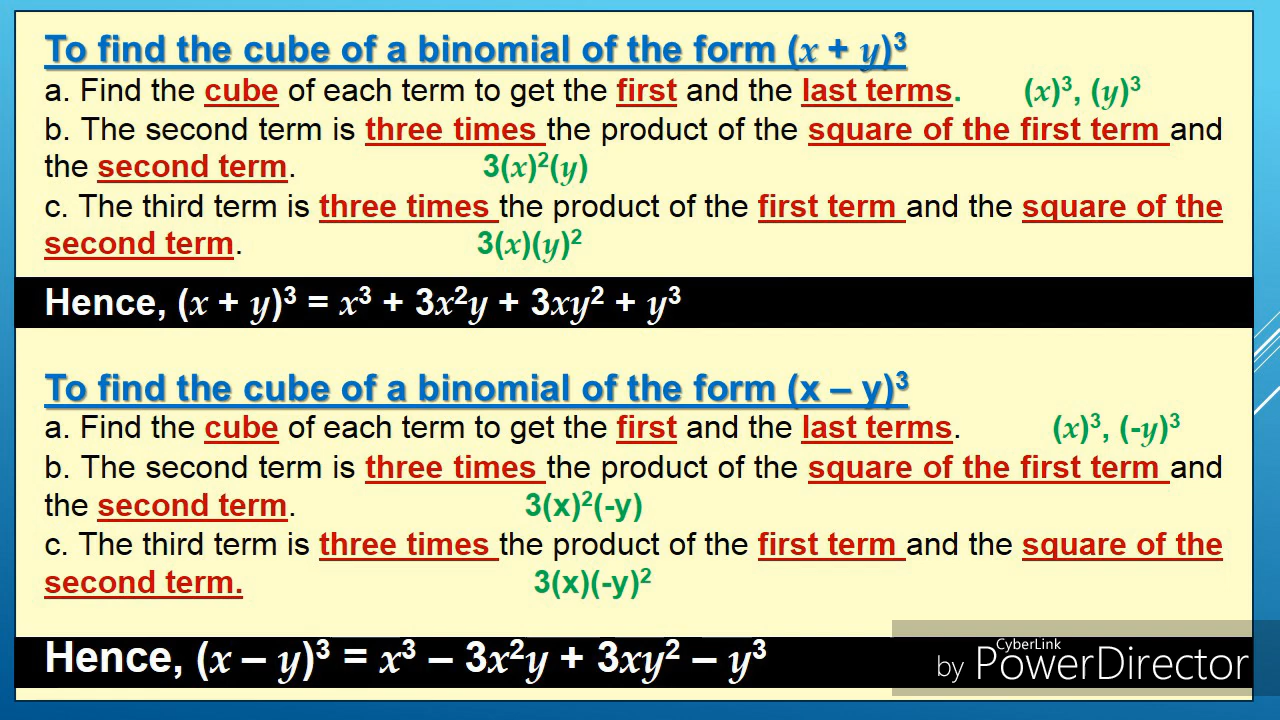 To find the cube of a binomial of the form (x + y)³
a. Find the cube of each term to get the first and the last terms. (x)³, (y)³
b. The second term is three times the product of the square of the first term and
the second term. 3(x)²(y)
c. The third term is three times the product of the first term and the square of the
second term. 3(x)(y)²
Hence, (x + y)³ = x³ + 3x²y + 3xy² + y³
To find the cube of a binomial of the form (x – y)³
a. Find the cube of each term to get the first and the last terms. (x)³, (-y)³
b. The second term is three times the product of the square of the first term and
the second term. 3(x)²(-y)
c. The third term is three times the product of the first term and the square of the
second term. 3(x)(-y)²
Hence, (x – y)³ = x³ – 3x²y + 3xy² – y³
CyberLink
by PowerDirector